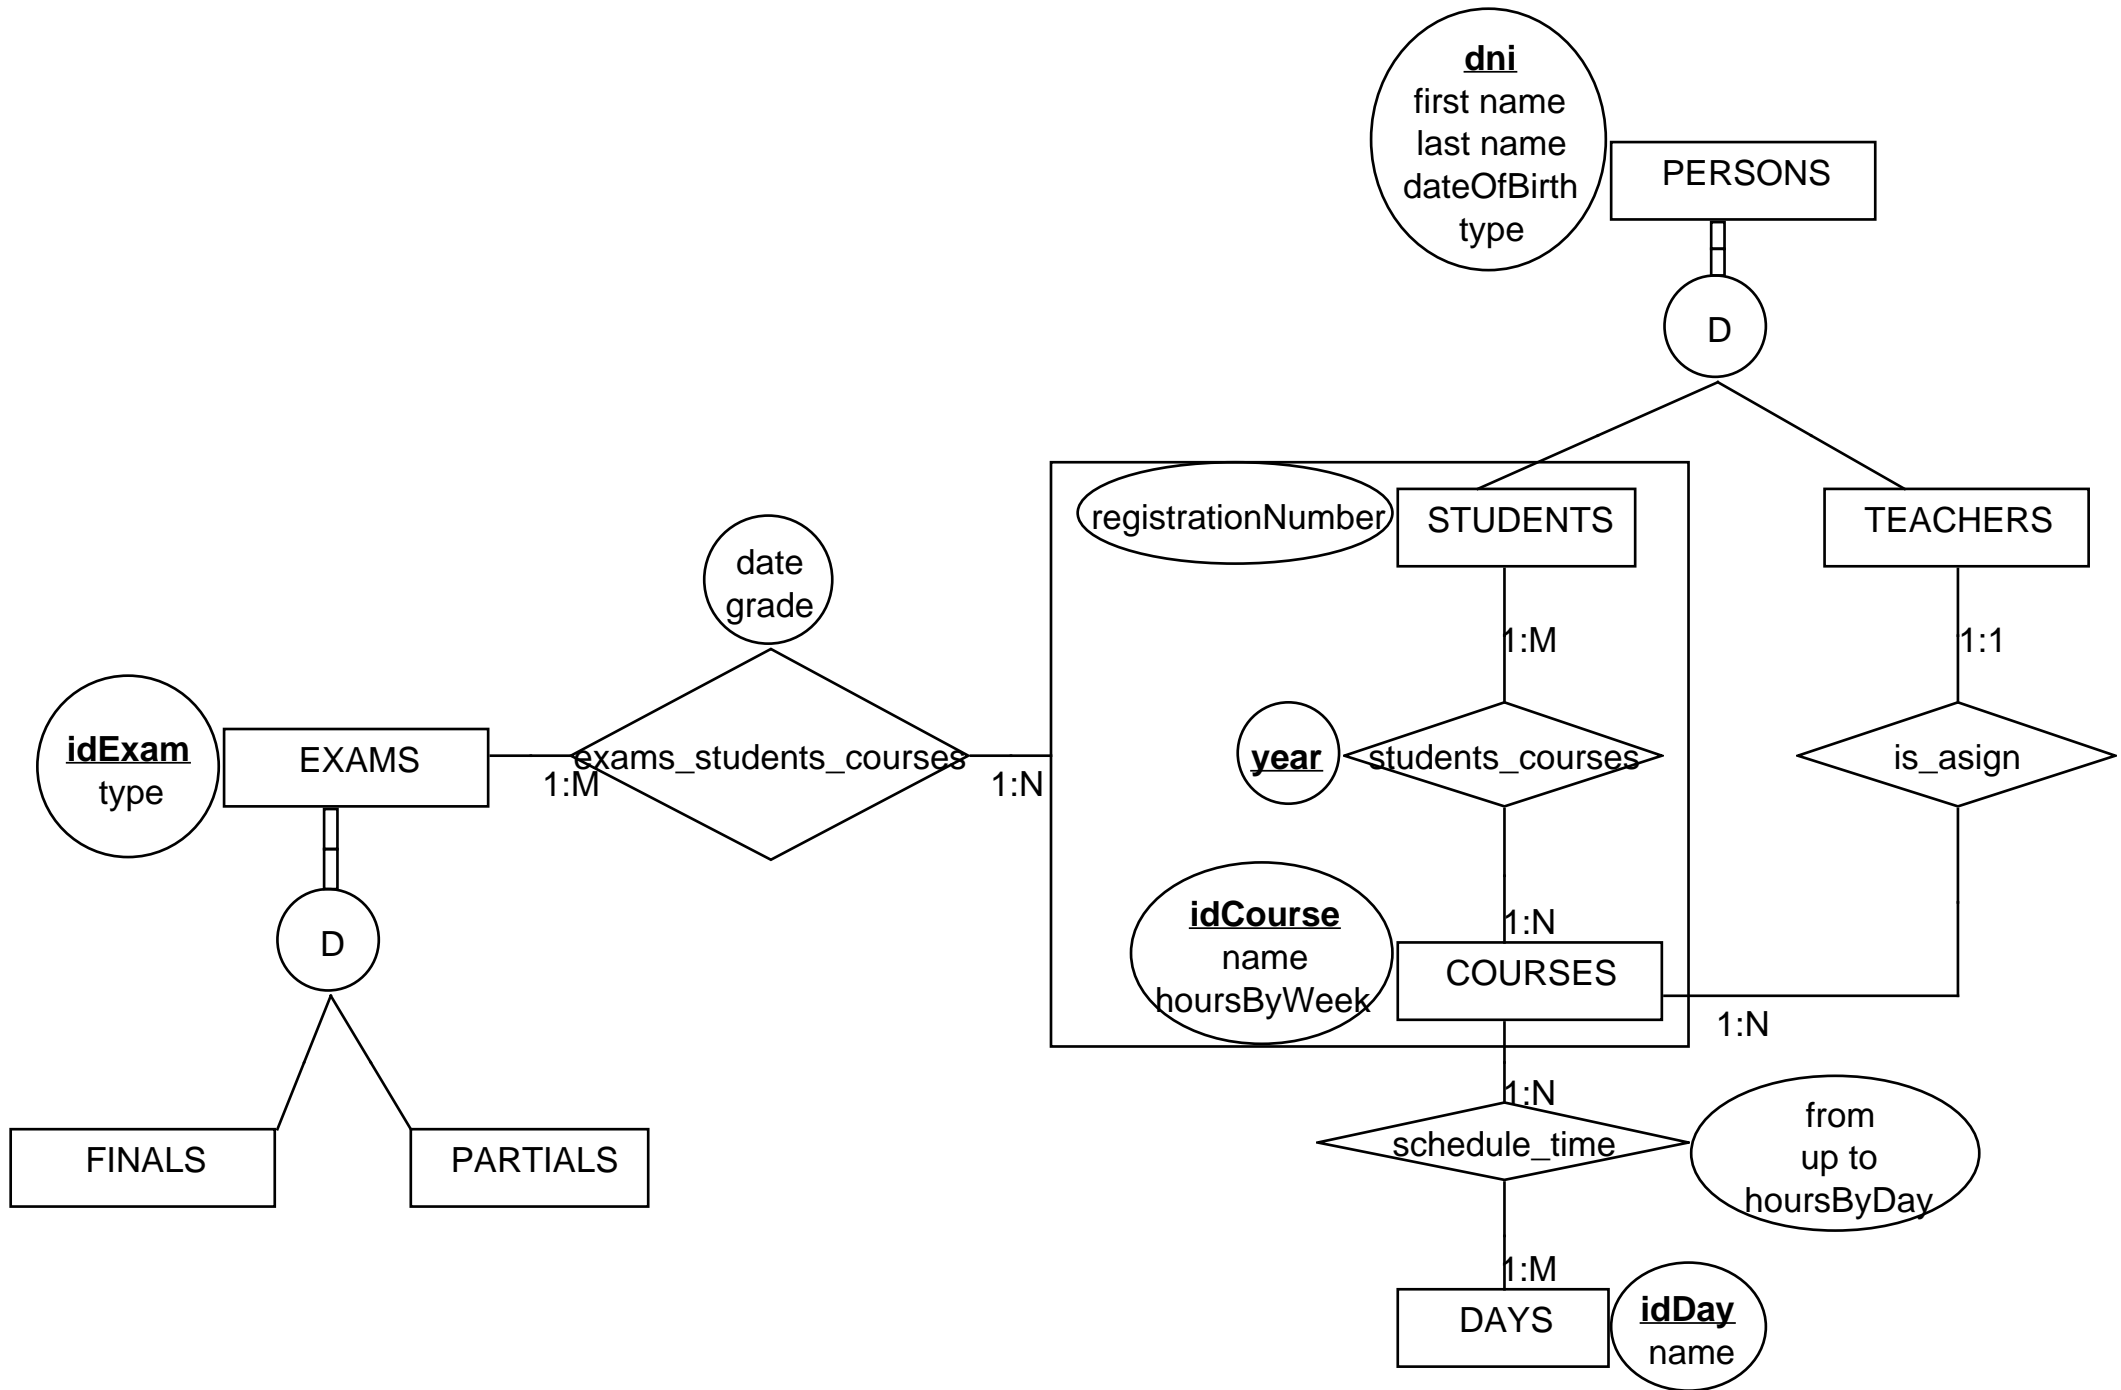 dni
first name
last name
dateOfBirth
type
PERSONS
D
registrationNumber
STUDENTS
TEACHERS
date
grade
1:M
1:1
idExam
type
EXAMS
1:M
exams_students_courses
1:N
year
students_courses
is_asign
D
idCourse
name
hoursByWeek
1:N
COURSES
1:N
FINALS
PARTIALS
1:N
schedule_time
from
up to
hoursByDay
1:M
DAYS
idDay
name